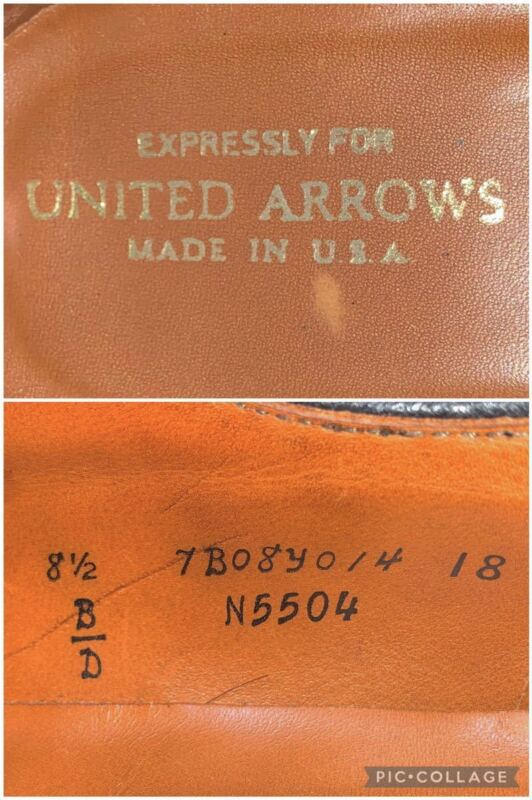 EXPRESSLY FOR
UNITED ARROWS
MADE IN U.S.A.
8½ 7B08Y014 18
B/D N5504
PIC•COLLAGE